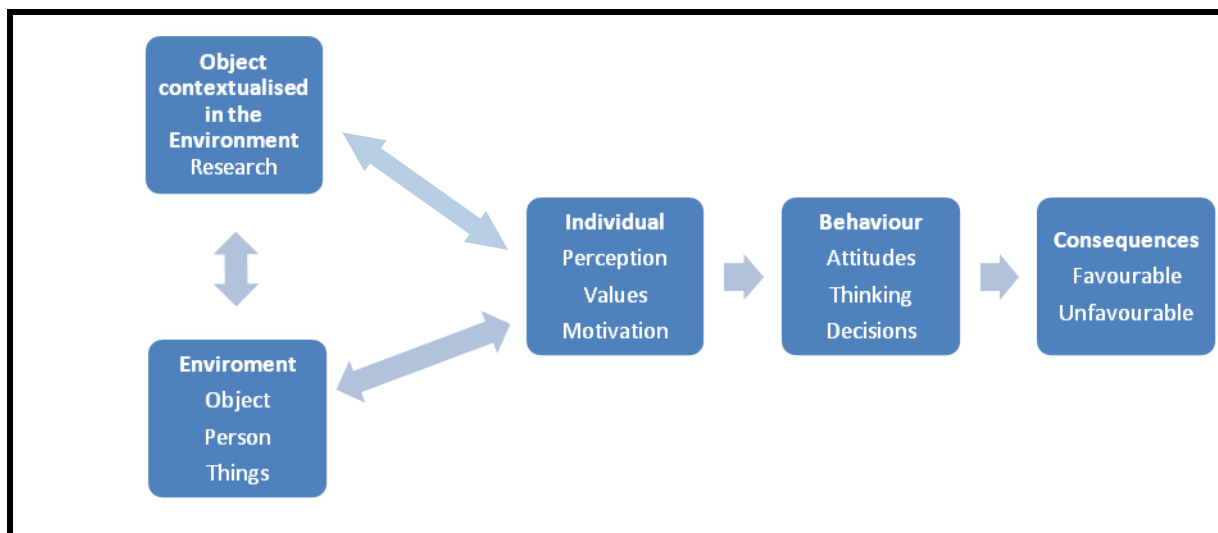 Object
contextualised
in the
Environment
Research
Enviroment
Object
Person
Things
Individual
Perception
Values
Motivation
Behaviour
Attitudes
Thinking
Decisions
Consequences
Favourable
Unfavourable